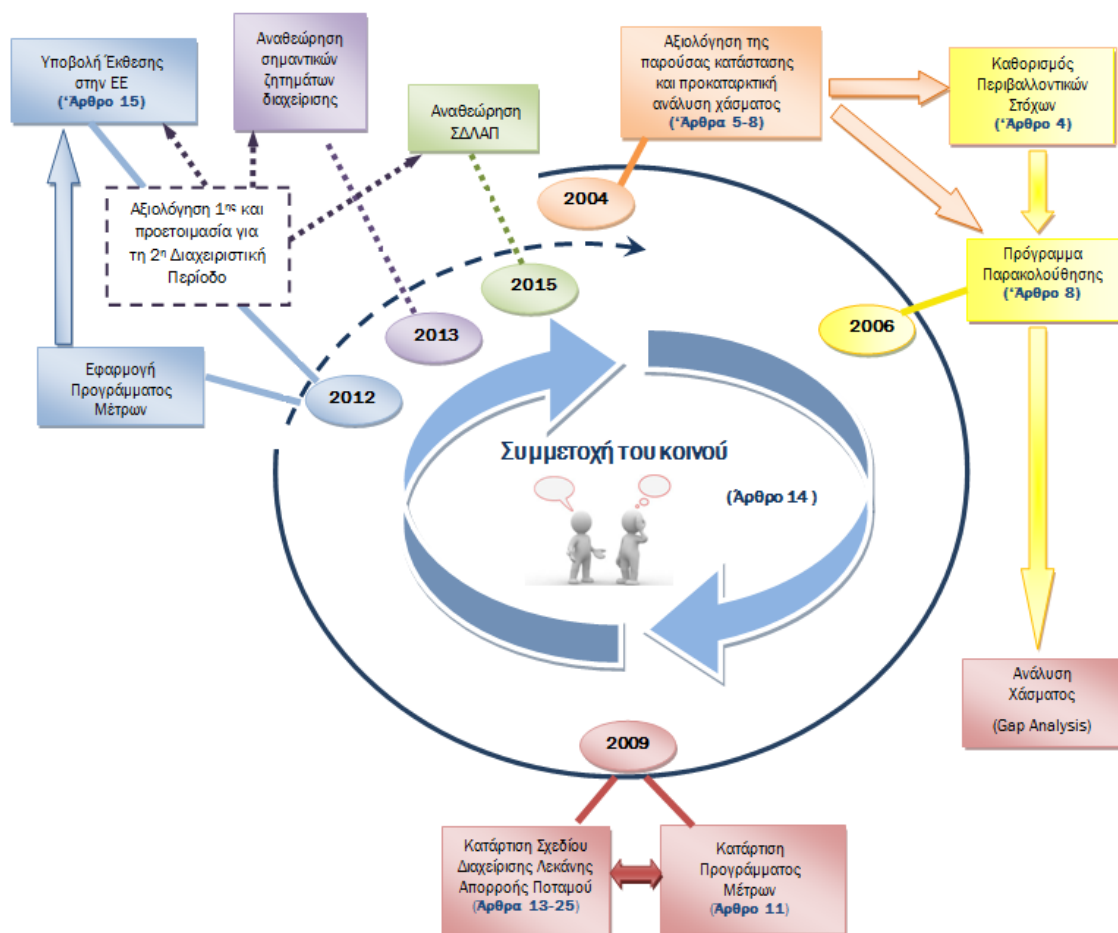 Υποβολή Έκθεσης
στην ΕΕ
(‘Άρθρο 15)
Αναθεώρηση
σημαντικών
ζητημάτων
διαχείρισης
Αναθεώρηση
ΣΔΛΑΠ
Αξιολόγηση της
παρούσας κατάστασης
και προκαταρκτική
ανάλυση χάσματος
(‘Άρθρα 5-8)
Καθορισμός
Περιβαλλοντικών
Στόχων
(‘Άρθρο 4)
Αξιολόγηση 1ης και
προετοιμασία για
τη 2η Διαχειριστική
Περίοδο
2004
Πρόγραμμα
Παρακολούθησης
(‘Άρθρο 8)
2015
2013
2006
Εφαρμογή
Προγράμματος
Μέτρων
2012
Συμμετοχή του κοινού
(Άρθρο 14 )
Ανάλυση
Χάσματος
(Gap Analysis)
2009
Κατάρτιση Σχεδίου
Διαχείρισης Λεκάνης
Απορροής Ποταμού
(Άρθρα 13-25)
Κατάρτιση
Προγράμματος
Μέτρων
(Άρθρο 11)